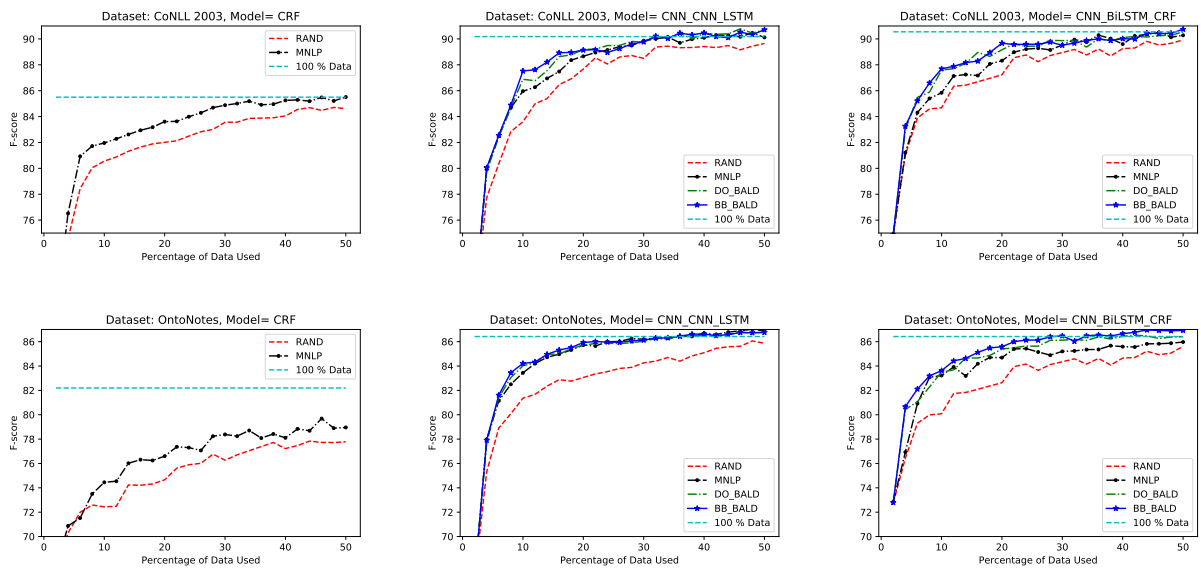 Dataset: CoNLL 2003, Model= CRF
F-score
90
88
86
84
82
80
78
76
0
10
20
30
40
50
Percentage of Data Used
RAND
MNLP
100 % Data
Dataset: CoNLL 2003, Model= CNN_CNN_LSTM
F-score
90
88
86
84
82
80
78
76
0
10
20
30
40
50
Percentage of Data Used
RAND
MNLP
DO_BALD
BB_BALD
100 % Data
Dataset: CoNLL 2003, Model= CNN_BiLSTM_CRF
F-score
90
88
86
84
82
80
78
76
0
10
20
30
40
50
Percentage of Data Used
RAND
MNLP
DO_BALD
BB_BALD
100 % Data
Dataset: OntoNotes, Model= CRF
F-score
86
84
82
80
78
76
74
72
70
0
10
20
30
40
50
Percentage of Data Used
RAND
MNLP
100 % Data
Dataset: OntoNotes, Model= CNN_CNN_LSTM
F-score
86
84
82
80
78
76
74
72
70
0
10
20
30
40
50
Percentage of Data Used
RAND
MNLP
DO_BALD
BB_BALD
100 % Data
Dataset: OntoNotes, Model= CNN_BiLSTM_CRF
F-score
86
84
82
80
78
76
74
72
70
0
10
20
30
40
50
Percentage of Data Used
RAND
MNLP
DO_BALD
BB_BALD
100 % Data